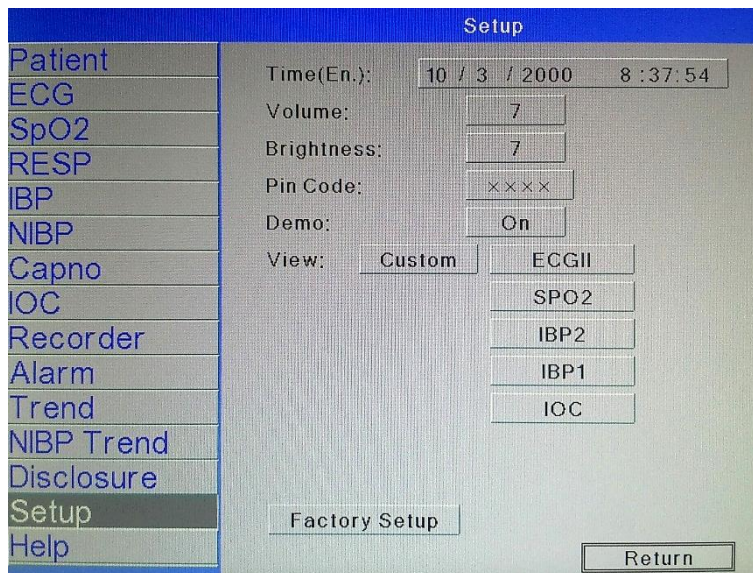 Setup
Patient
ECG
SpO2
RESP
IBP
NIBP
Capno
IOC
Recorder
Alarm
Trend
NIBP Trend
Disclosure
Setup
Help
Time(En.): 10 / 3 / 2000 8:37:54
Volume: 7
Brightness: 7
Pin Code: ××××
Demo: On
View: Custom ECGII
SPO2
IBP2
IBP1
IOC
Factory Setup
Return